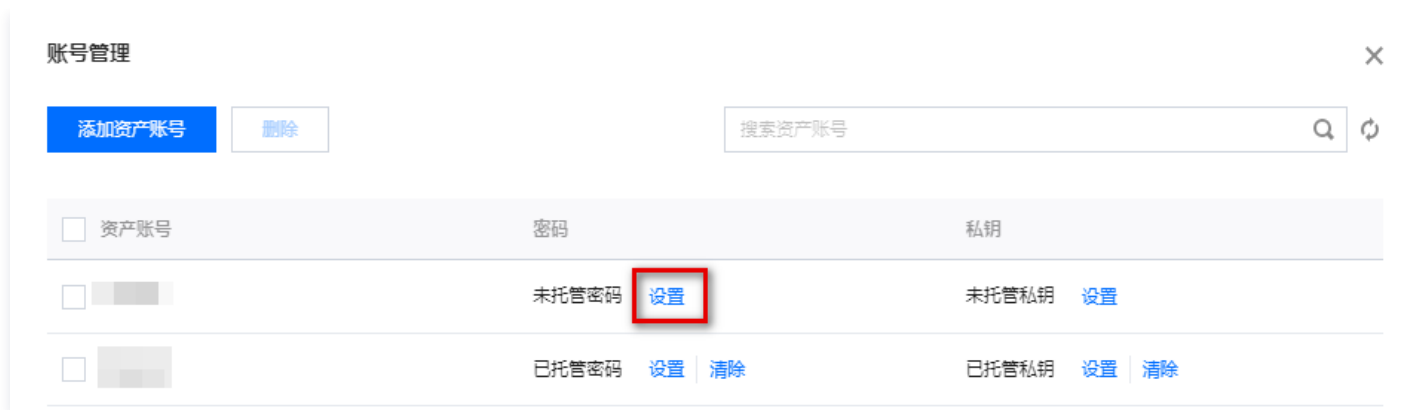 账号管理
添加资产账号 删除 搜索资产账号
资产账号 密码 私钥
未托管密码 设置 未托管私钥 设置
已托管密码 设置 清除 已托管私钥 设置 清除